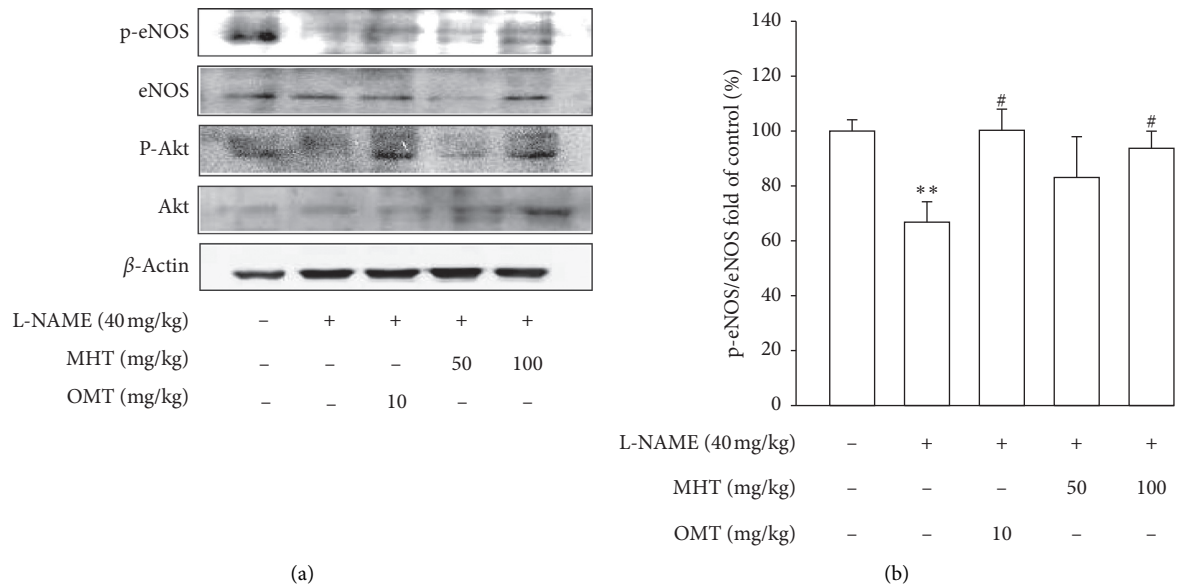 p-eNOS
eNOS
P-Akt
Akt
β-Actin
L-NAME (40 mg/kg) – + + + +
MHT (mg/kg) – – – 50 100
OMT (mg/kg) – – 10 – –
(a)
p-eNOS/eNOS fold of control (%)
140
120
100
80
60
40
20
0
**
#
#
L-NAME (40 mg/kg) – + + + +
MHT (mg/kg) – – – 50 100
OMT (mg/kg) – – 10 – –
(b)